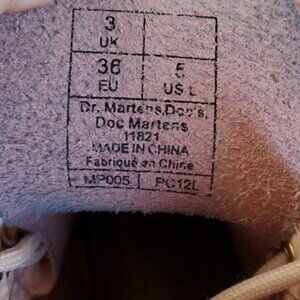 3
UK
36 5
EU US L
Dr. Martens, Doc's,
Doc Martens
11821
MADE IN CHINA
Fabriqué en Chine
MP005 PC12L